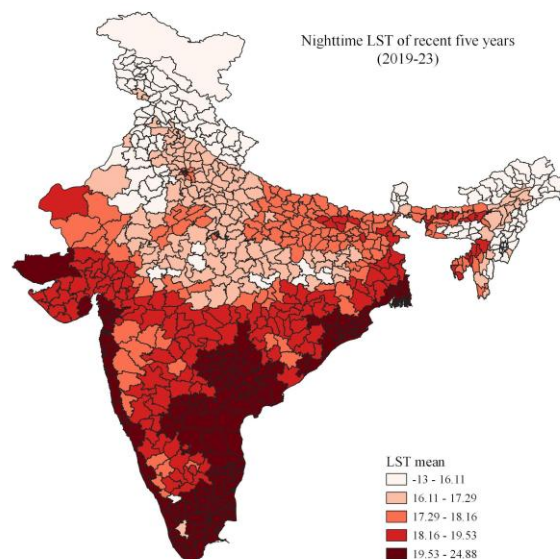 Nighttime LST of recent five years
(2019-23)
LST mean
-13 - 16.11
16.11 - 17.29
17.29 - 18.16
18.16 - 19.53
19.53 - 24.88